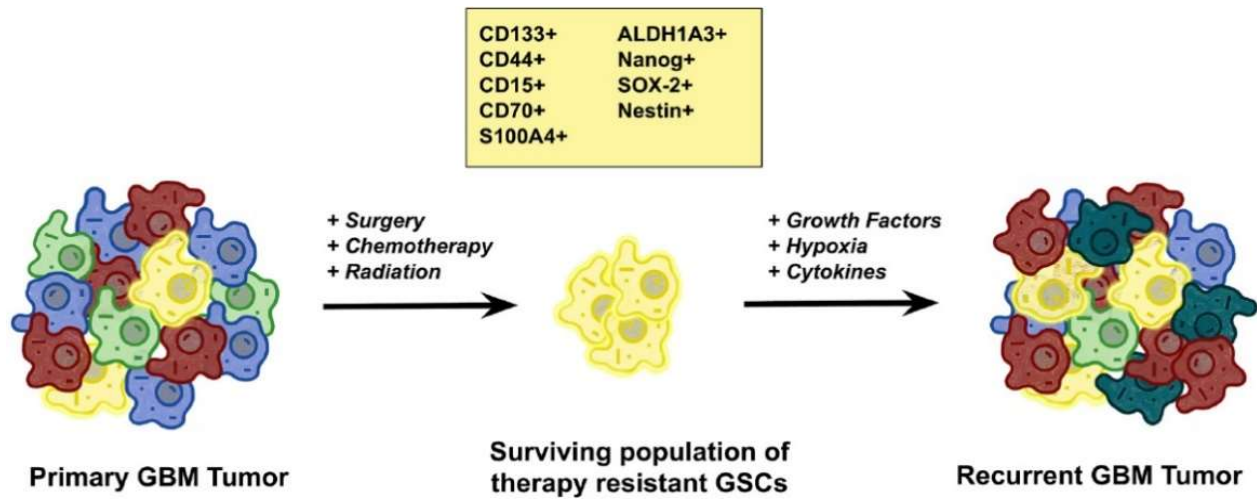 CD133+ ALDH1A3+
CD44+ Nanog+
CD15+ SOX-2+
CD70+ Nestin+
S100A4+
+ Surgery
+ Chemotherapy
+ Radiation
+ Growth Factors
+ Hypoxia
+ Cytokines
Primary GBM Tumor
Surviving population of
therapy resistant GSCs
Recurrent GBM Tumor